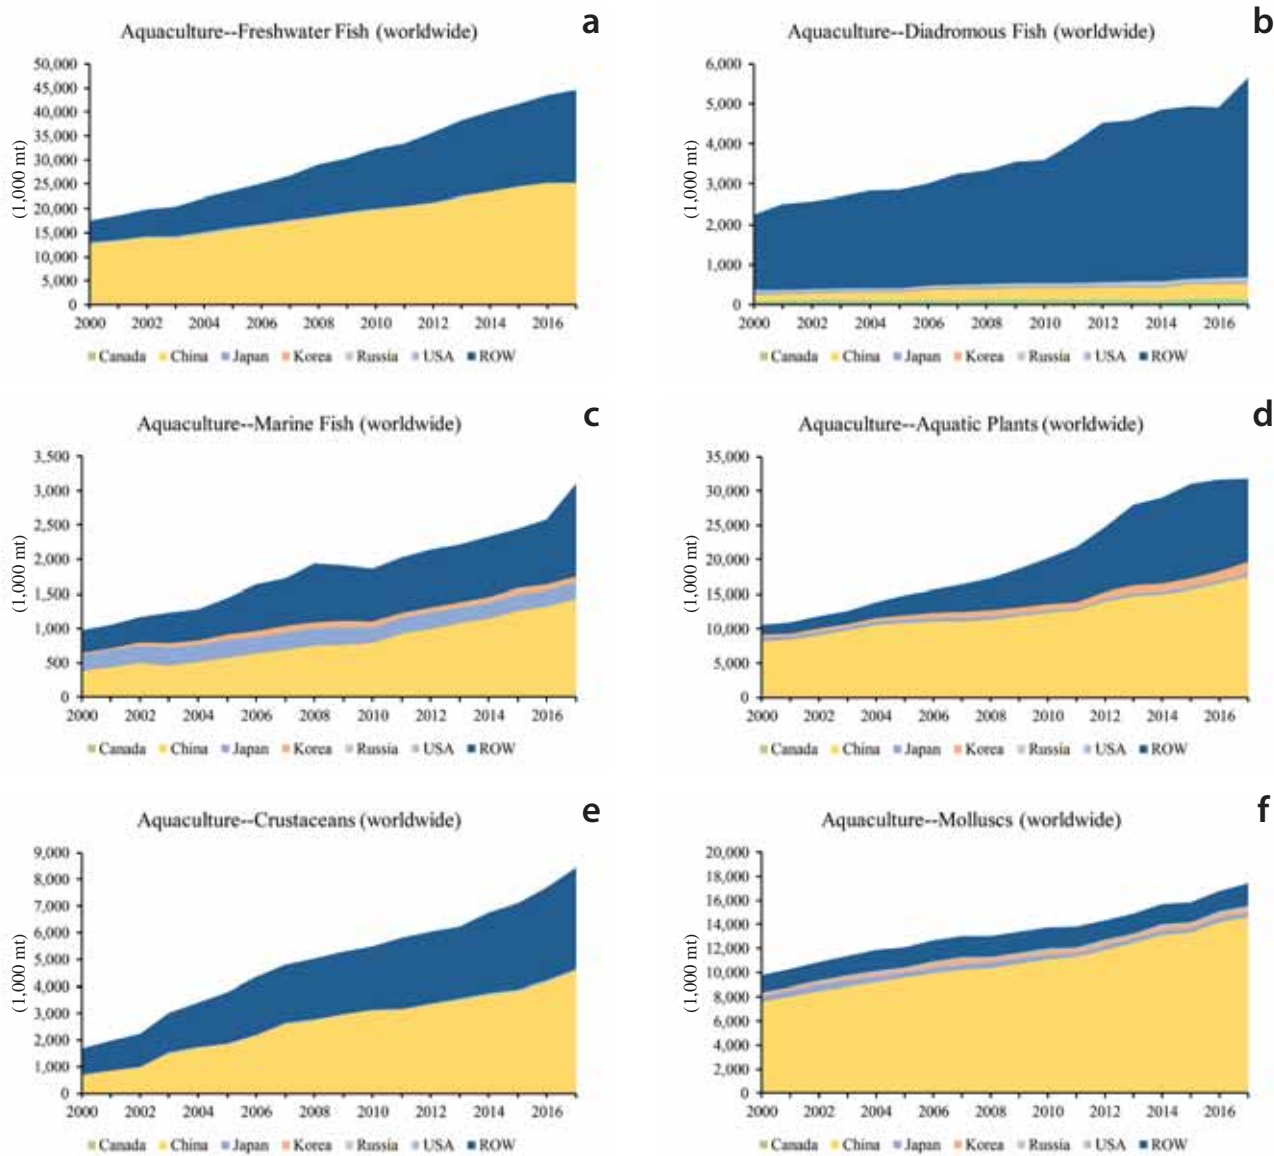 a
Aquaculture--Freshwater Fish (worldwide)
50,000
45,000
40,000
35,000
30,000
25,000
20,000
15,000
10,000
5,000
0
(1,000 mt)
2000 2002 2004 2006 2008 2010 2012 2014 2016
Canada China Japan Korea Russia USA ROW
b
Aquaculture--Diadromous Fish (worldwide)
6,000
5,000
4,000
3,000
2,000
1,000
0
(1,000 mt)
2000 2002 2004 2006 2008 2010 2012 2014 2016
Canada China Japan Korea Russia USA ROW
c
Aquaculture--Marine Fish (worldwide)
3,500
3,000
2,500
2,000
1,500
1,000
500
0
(1,000 mt)
2000 2002 2004 2006 2008 2010 2012 2014 2016
Canada China Japan Korea Russia USA ROW
d
Aquaculture--Aquatic Plants (worldwide)
35,000
30,000
25,000
20,000
15,000
10,000
5,000
0
(1,000 mt)
2000 2002 2004 2006 2008 2010 2012 2014 2016
Canada China Japan Korea Russia USA ROW
e
Aquaculture--Crustaceans (worldwide)
9,000
8,000
7,000
6,000
5,000
4,000
3,000
2,000
1,000
0
(1,000 mt)
2000 2002 2004 2006 2008 2010 2012 2014 2016
Canada China Japan Korea Russia USA ROW
f
Aquaculture--Molluscs (worldwide)
20,000
18,000
16,000
14,000
12,000
10,000
8,000
6,000
4,000
2,000
0
(1,000 mt)
2000 2002 2004 2006 2008 2010 2012 2014 2016
Canada China Japan Korea Russia USA ROW